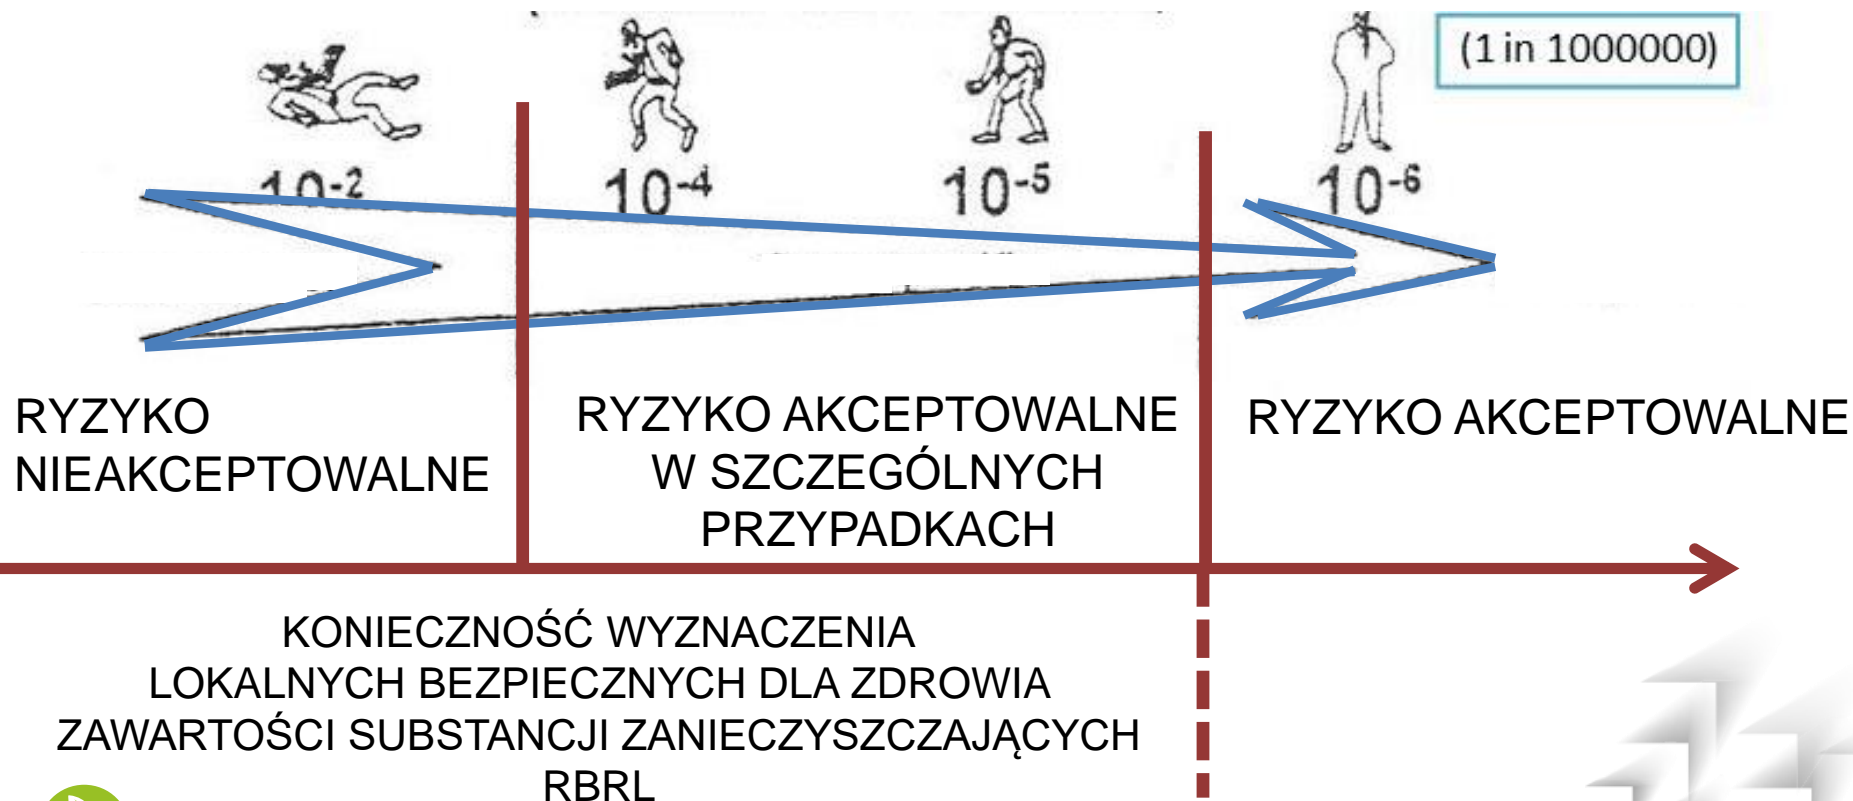 (1 in 1000000)
10⁻² 10⁻⁴ 10⁻⁵ 10⁻⁶
RYZYKO
NIEAKCEPTOWALNE
RYZYKO AKCEPTOWALNE
W SZCZEGÓLNYCH
PRZYPADKACH
RYZYKO AKCEPTOWALNE
KONIECZNOŚĆ WYZNACZENIA
LOKALNYCH BEZPIECZNYCH DLA ZDROWIA
ZAWARTOŚCI SUBSTANCJI ZANIECZYSZCZAJĄCYCH
RBRL